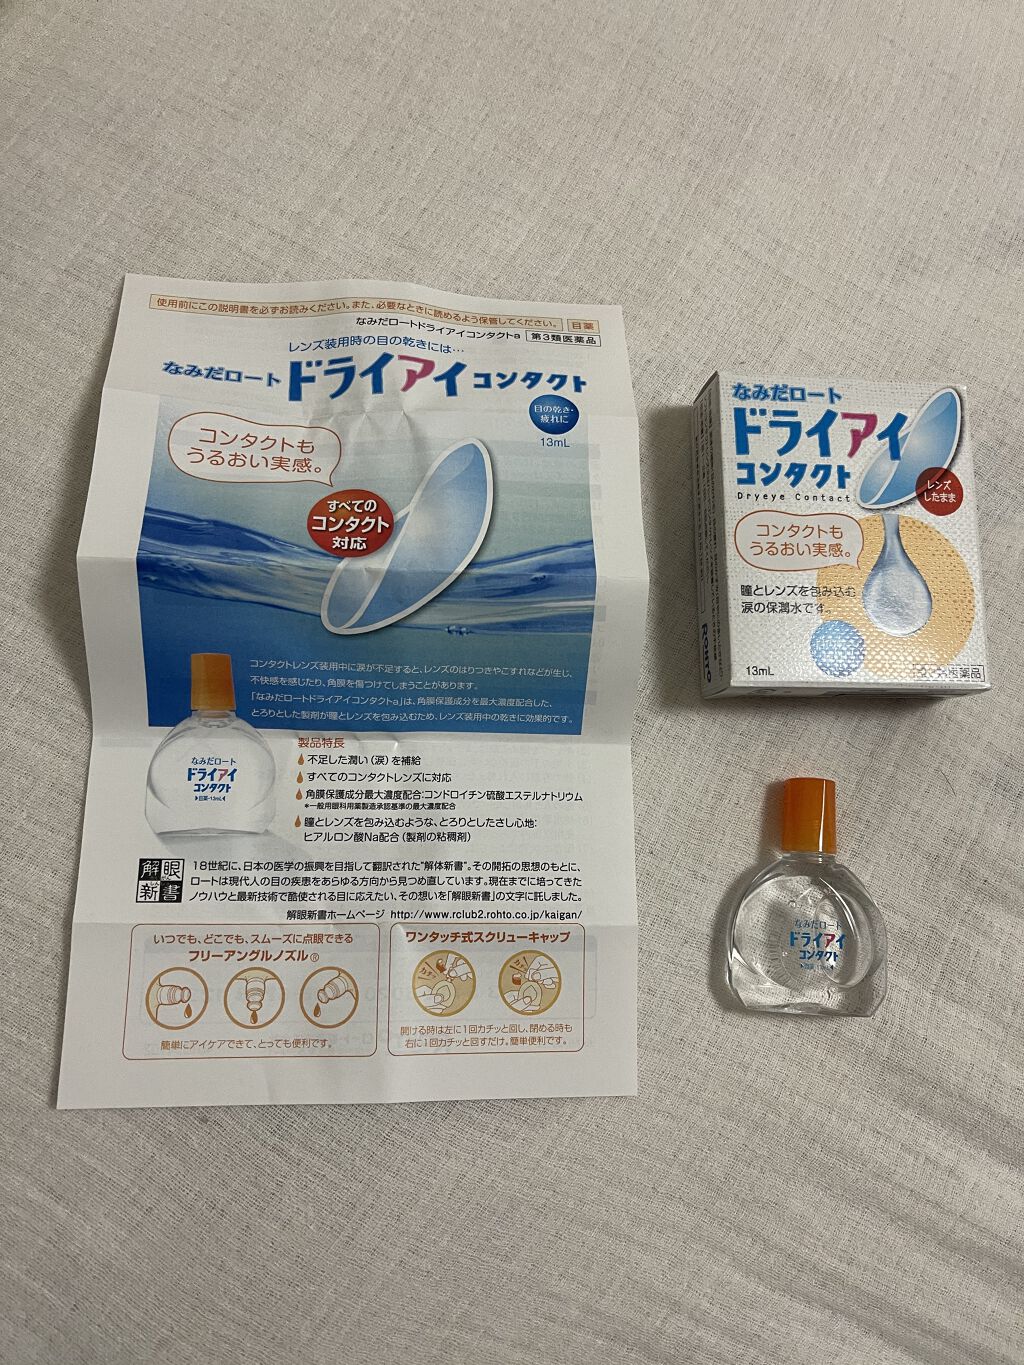 使用前にこの説明書を必ずお読みください。また、必要なときに読めるよう保管してください。 目薬
なみだロートドライアイコンタクトa 第3類医薬品
レンズ装用時の目の乾きには…
なみだロート ドライアイ コンタクト
目の乾き・
疲れに
13mL
コンタクトも
うるおい実感。
すべての
コンタクト
対応
コンタクトレンズ装用中に涙が不足すると、レンズのはりつきやこすれなどが生じ、
不快感を感じたり、角膜を傷つけてしまうことがあります。
「なみだロートドライアイコンタクトa」は、角膜保護成分を最大濃度配合した、
とろりとした製剤が瞳とレンズを包み込むため、レンズ装用中の乾きに効果的です。
なみだロート
ドライアイ
コンタクト
目薬・13mL
製品特長
不足した潤い(涙)を補給
すべてのコンタクトレンズに対応
角膜保護成分最大濃度配合:コンドロイチン硫酸エステルナトリウム
*一般用眼科用薬製造承認基準の最大濃度配合
瞳とレンズを包み込むような、とろりとしたさし心地:
ヒアルロン酸Na配合(製剤の粘稠剤)
解眼
新書
18世紀に、日本の医学の振興を目指して翻訳された“解体新書”。その開拓の思想のもとに、
ロートは現代人の目の疾患をあらゆる方向から見つめ直しています。現在までに培ってきた
ノウハウと最新技術で酷使される目に応えたい、その想いを「解眼新書」の文字に託しました。
解眼新書ホームページ http://www.rclub2.rohto.co.jp/kaigan/
いつでも、どこでも、スムーズに点眼できる
フリーアングルノズル®
簡単にアイケアできて、とっても便利です。
ワンタッチ式スクリューキャップ
カチッ
カチッ
開ける時は左に1回カチッと回し、閉める時も
右に1回カチッと回すだけ。簡単便利です。
なみだロート
ドライアイ
コンタクト
Dryeye Contact
レンズ
したまま
コンタクトも
うるおい実感。
瞳とレンズを包み込む
涙の保潤水です。
13mL
第3類医薬品
ROHTO
なみだロート
ドライアイ
コンタクト
目薬・13mL